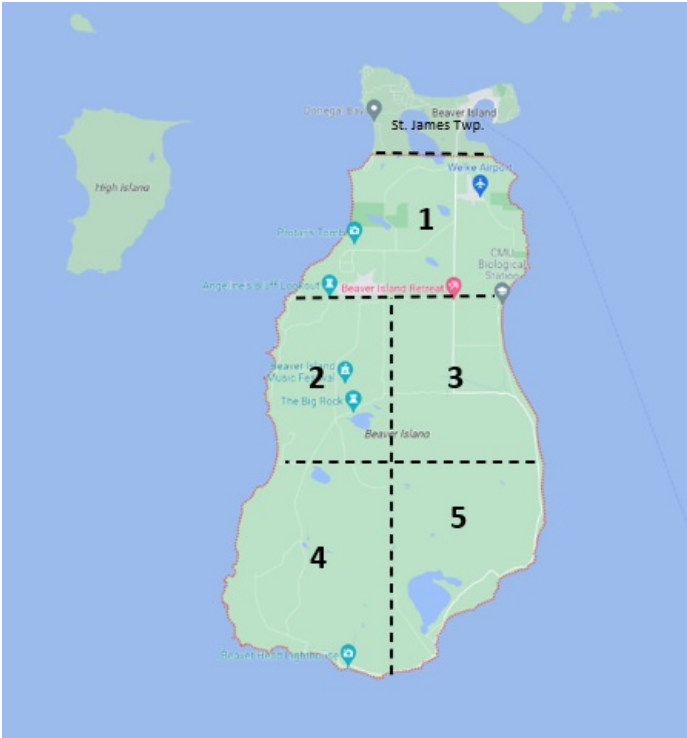 Donegal Bay
Beaver Island
St. James Twp.
High Island
Welke Airport
1
Protar's Tomb
CMU
Biological
Station
Angeline's Bluff Lookout
Beaver Island Retreat
Beaver Island
Music Festival
2
3
The Big Rock
Beaver Island
5
4
Beaver Head Lighthouse